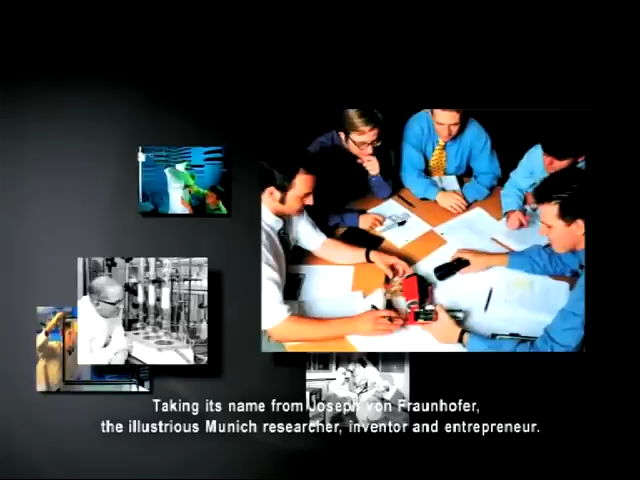 Taking its name from Joseph von Fraunhofer,
the illustrious Munich researcher, inventor and entrepreneur.